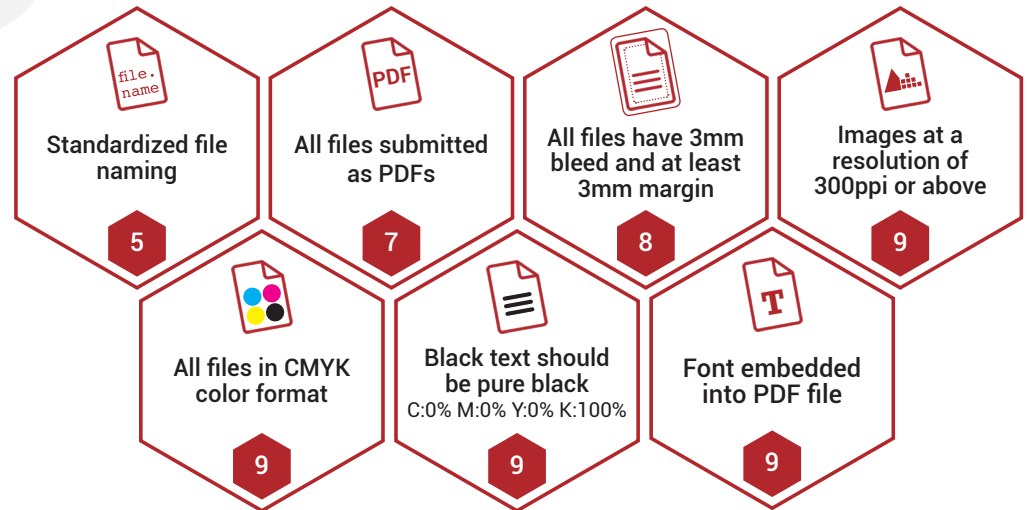 file.
name
Standardized file
naming
5
PDF
All files submitted
as PDFs
7
All files have 3mm
bleed and at least
3mm margin
8
Images at a
resolution of
300ppi or above
9
All files in CMYK
color format
9
Black text should
be pure black
C:0% M:0% Y:0% K:100%
9
T
Font embedded
into PDF file
9